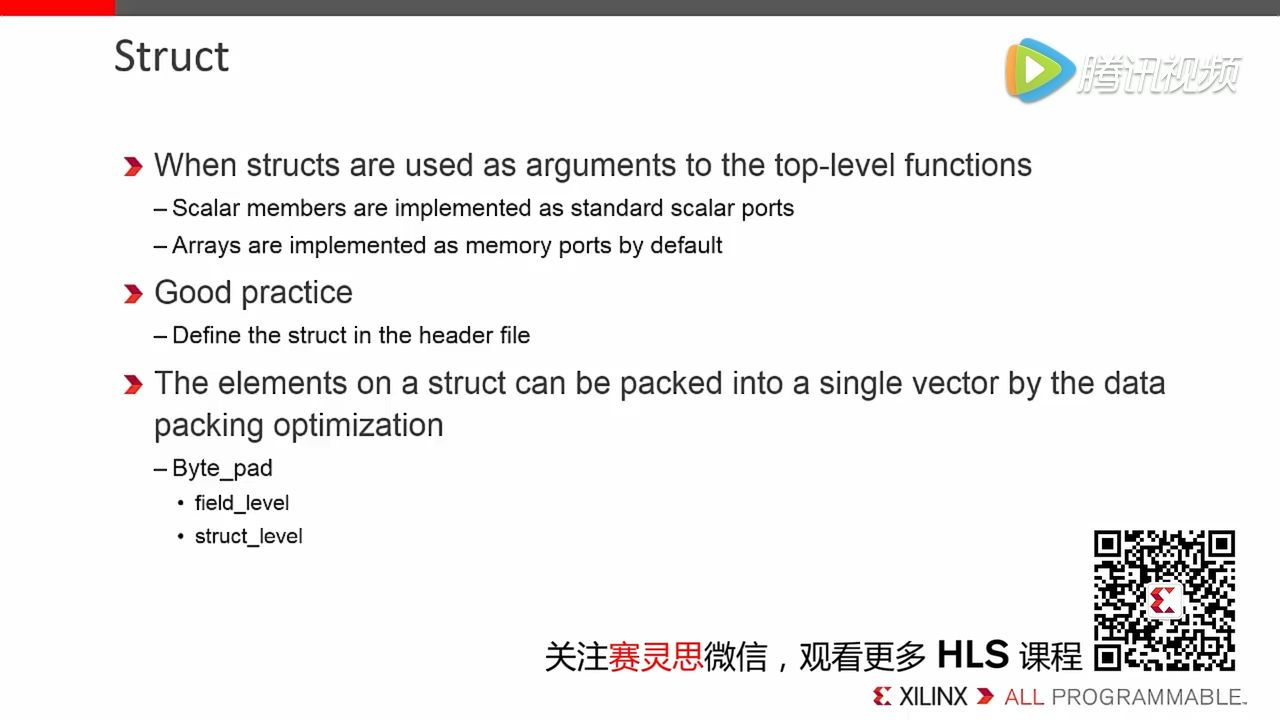 Struct
腾讯视频
When structs are used as arguments to the top-level functions
– Scalar members are implemented as standard scalar ports
– Arrays are implemented as memory ports by default
Good practice
– Define the struct in the header file
The elements on a struct can be packed into a single vector by the data
packing optimization
– Byte_pad
• field_level
• struct_level
关注赛灵思微信，观看更多 HLS 课程
XILINX ALL PROGRAMMABLE™